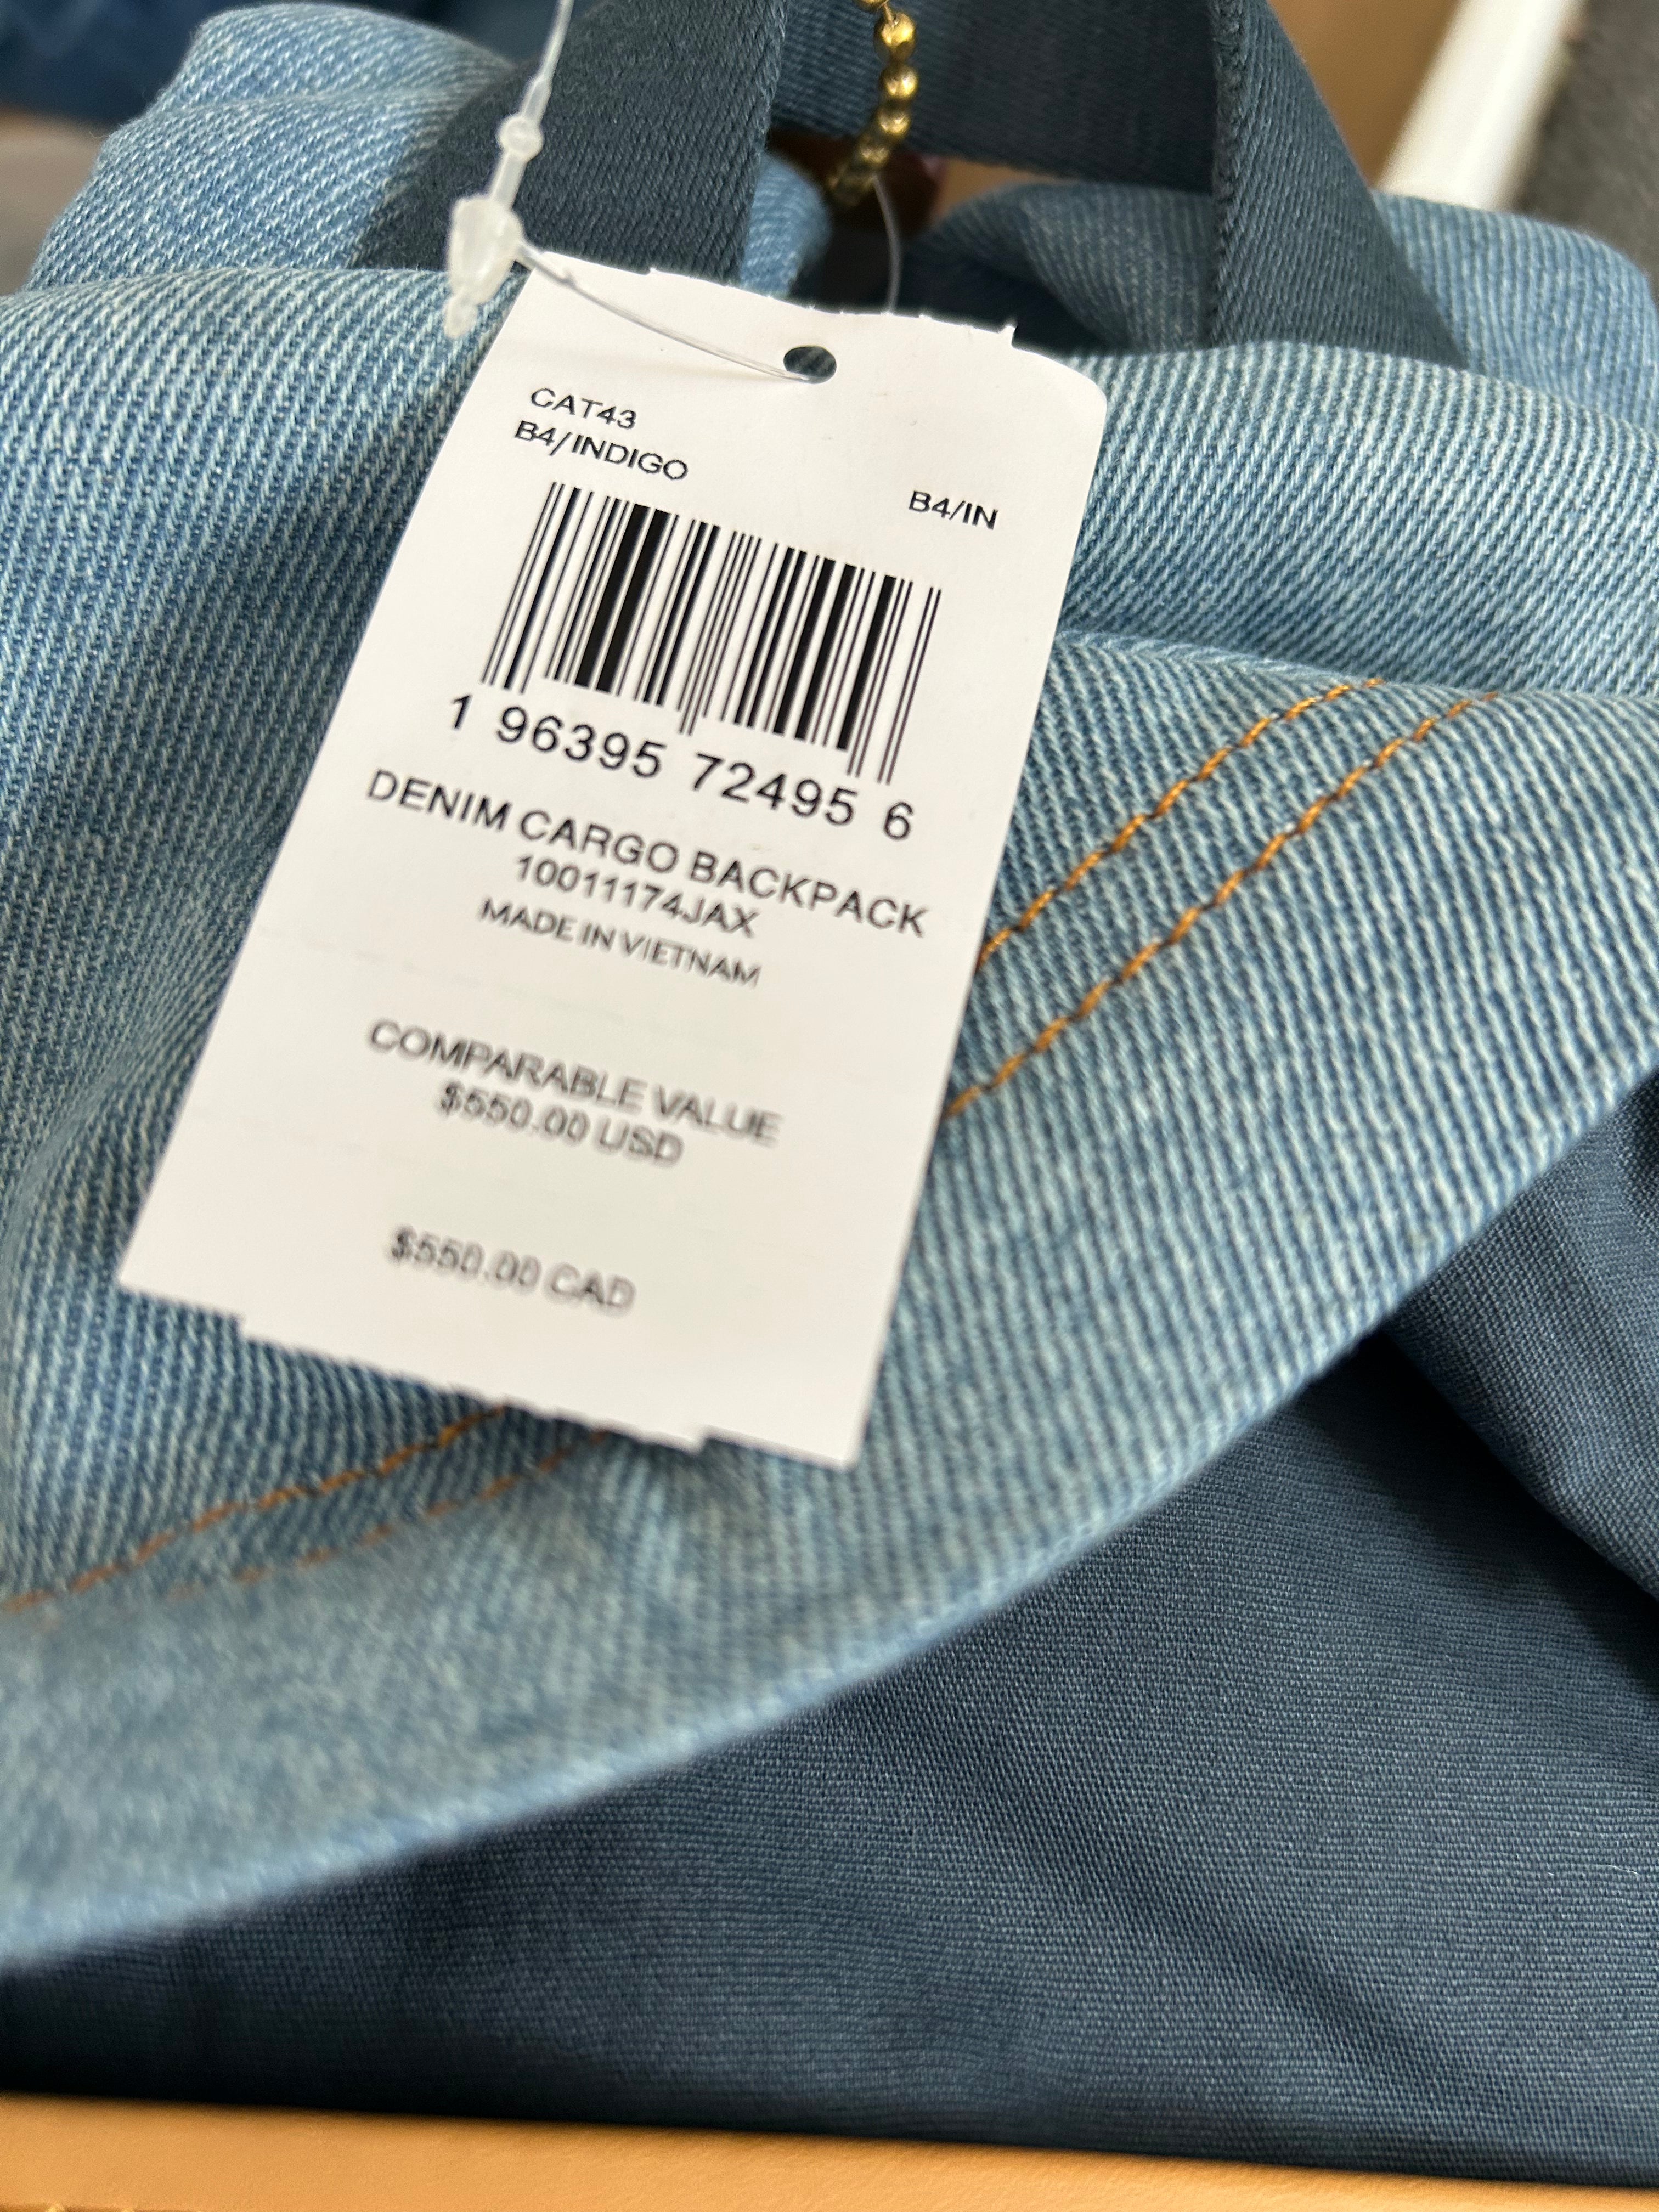 CAT43
B4/INDIGO
B4/IN
1 96395 72495 6
DENIM CARGO BACKPACK
10011174JAX
MADE IN VIETNAM
COMPARABLE VALUE
$550.00 USD
$550.00 CAD